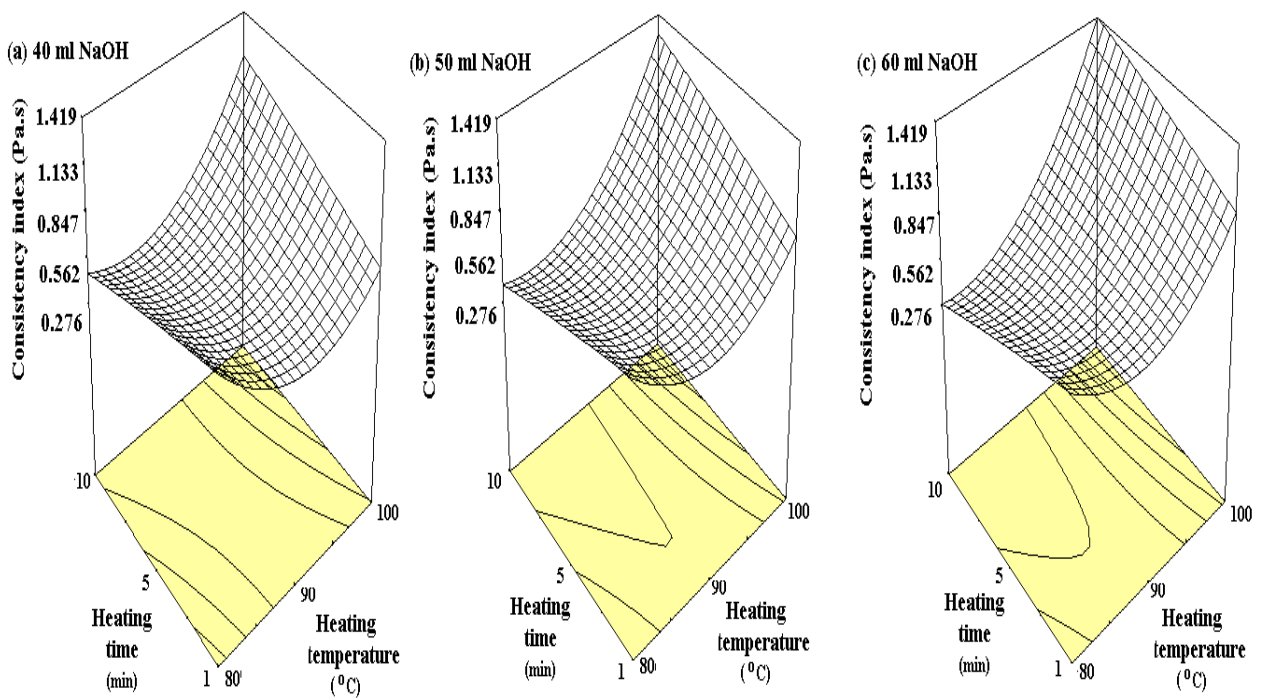 (a) 40 ml NaOH
Consistency index (Pa.s)
1.419
1.133
0.847
0.562
0.276
10
5
1
Heating
time
(min)
80
90
100
Heating
temperature
(⁰C)
(b) 50 ml NaOH
Consistency index (Pa.s)
1.419
1.133
0.847
0.562
0.276
10
5
1
Heating
time
(min)
80
90
100
Heating
temperature
(⁰C)
(c) 60 ml NaOH
Consistency index (Pa.s)
1.419
1.133
0.847
0.562
0.276
10
5
1
Heating
time
(min)
80
90
100
Heating
temperature
(⁰C)